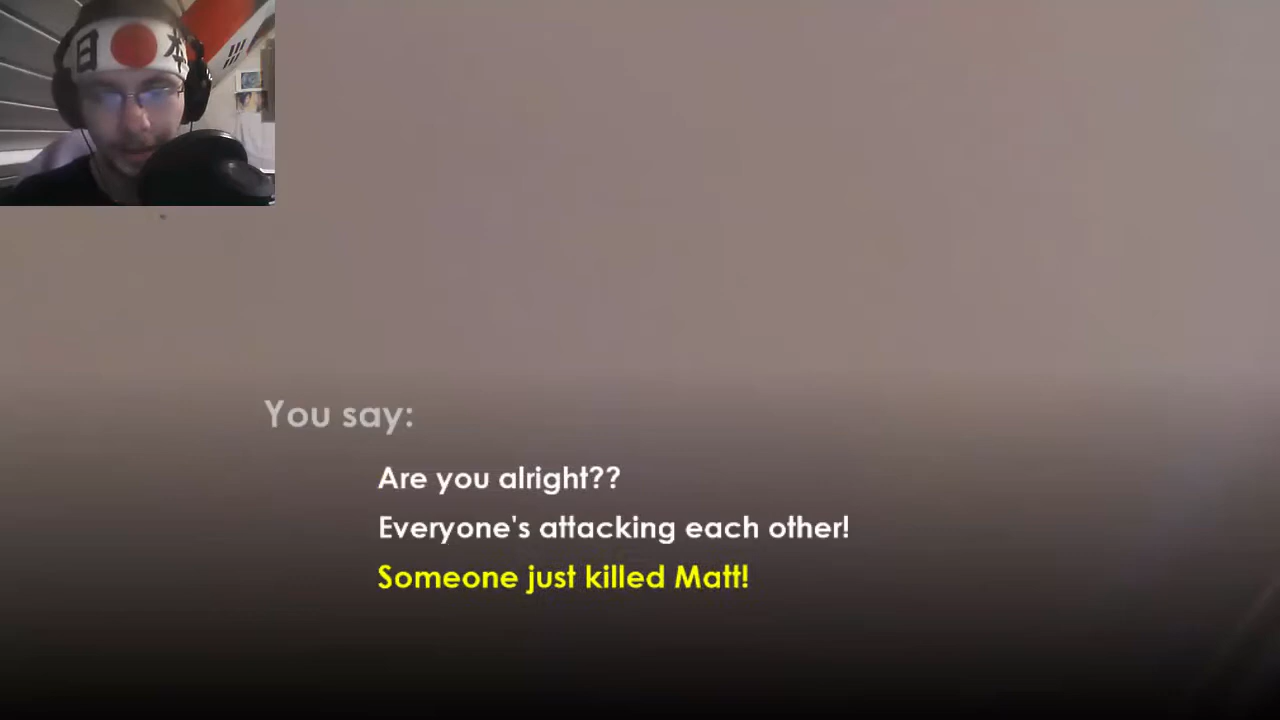 日 本
You say:
Are you alright??
Everyone's attacking each other!
Someone just killed Matt!